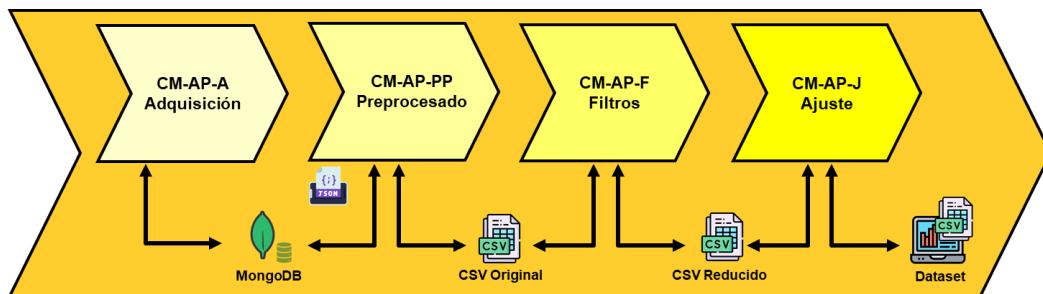 CM-AP-A
Adquisición
CM-AP-PP
Preprocesado
CM-AP-F
Filtros
CM-AP-J
Ajuste
{;}
JSON
MongoDB
CSV
CSV Original
CSV
CSV Reducido
CSV
Dataset